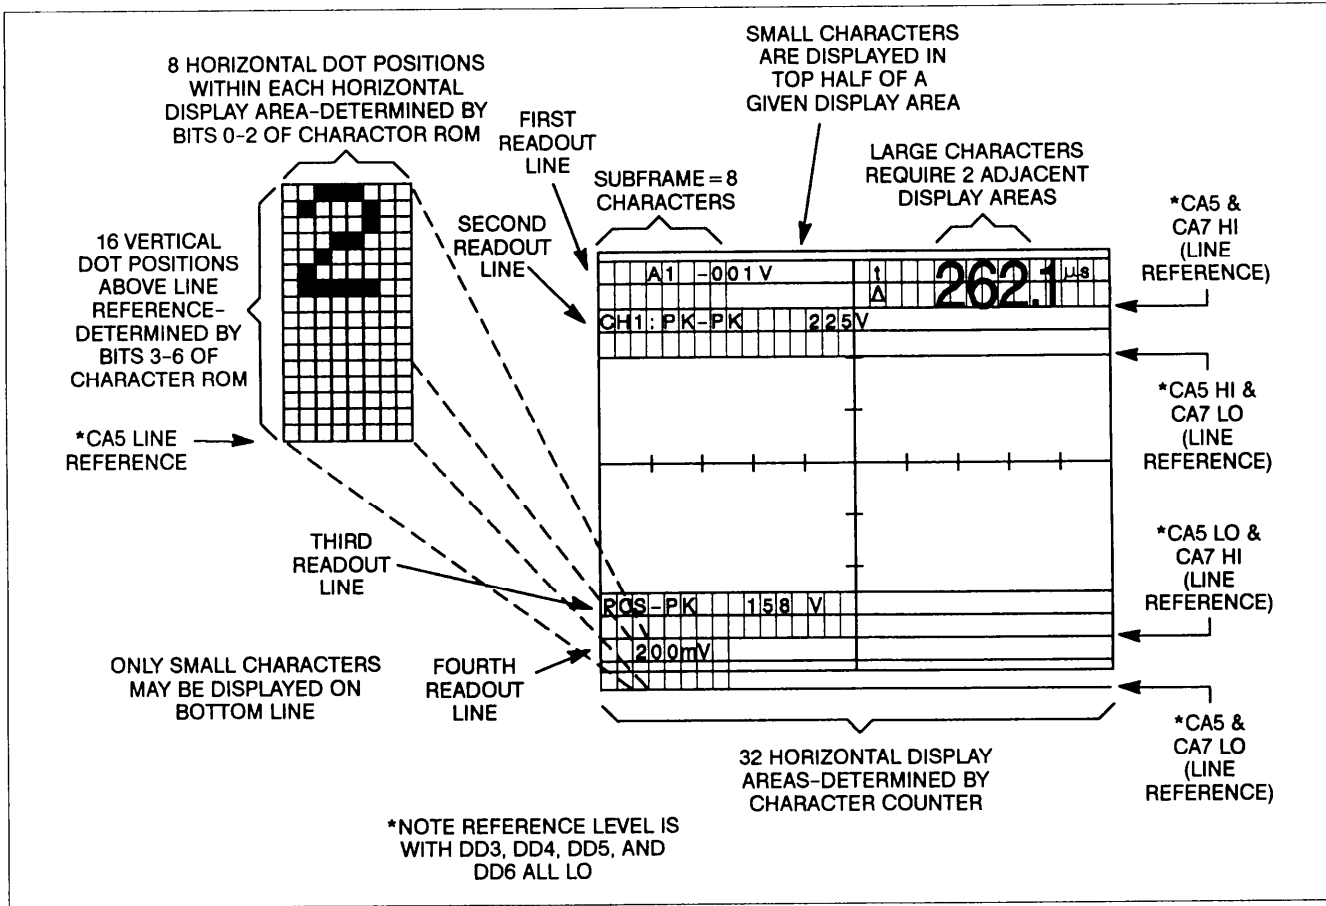 8 HORIZONTAL DOT POSITIONS
WITHIN EACH HORIZONTAL
DISPLAY AREA-DETERMINED BY
BITS 0-2 OF CHARACTOR ROM
SMALL CHARACTERS
ARE DISPLAYED IN
TOP HALF OF A
GIVEN DISPLAY AREA
FIRST
READOUT
LINE
SUBFRAME=8
CHARACTERS
LARGE CHARACTERS
REQUIRE 2 ADJACENT
DISPLAY AREAS
SECOND
READOUT
LINE
16 VERTICAL
DOT POSITIONS
ABOVE LINE
REFERENCE-
DETERMINED BY
BITS 3-6 OF
CHARACTER ROM
*CA5 LINE
REFERENCE
2
A1 -001V
t
Δ
262.1 μs
CH1:PK-PK 225V
*CA5 &
CA7 HI
(LINE
REFERENCE)
*CA5 HI &
CA7 LO
(LINE
REFERENCE)
THIRD
READOUT
LINE
POS-PK 158 V
*CA5 LO &
CA7 HI
(LINE
REFERENCE)
200mV
ONLY SMALL CHARACTERS
MAY BE DISPLAYED ON
BOTTOM LINE
FOURTH
READOUT
LINE
*CA5 &
CA7 LO
(LINE
REFERENCE)
32 HORIZONTAL DISPLAY
AREAS-DETERMINED BY
CHARACTER COUNTER
*NOTE REFERENCE LEVEL IS
WITH DD3, DD4, DD5, AND
DD6 ALL LO